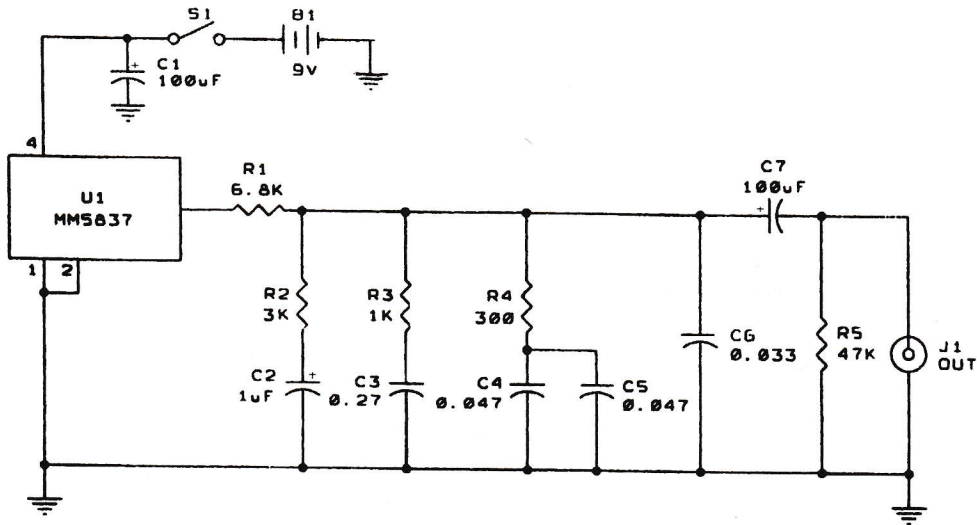 S1
B1
9V
C1
100uF
+
4
U1
MM5837
1
2
R1
6.8K
C7
100uF
+
R2
3K
R3
1K
R4
300
C2
1uF
+
C3
0.27
C4
0.047
C5
0.047
C6
0.033
R5
47K
J1
OUT